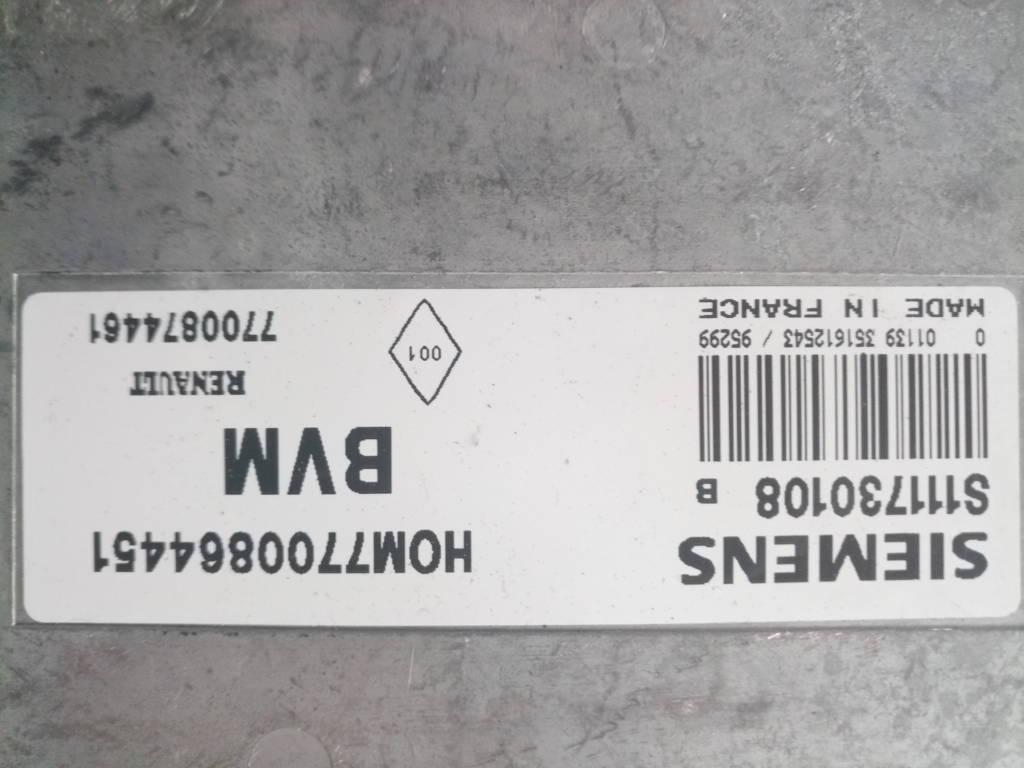 SIEMENS
S111730108 B
0 01139 351612543 / 95299
MADE IN FRANCE
HOM7700864451
BVM
RENAULT
7700874461
001